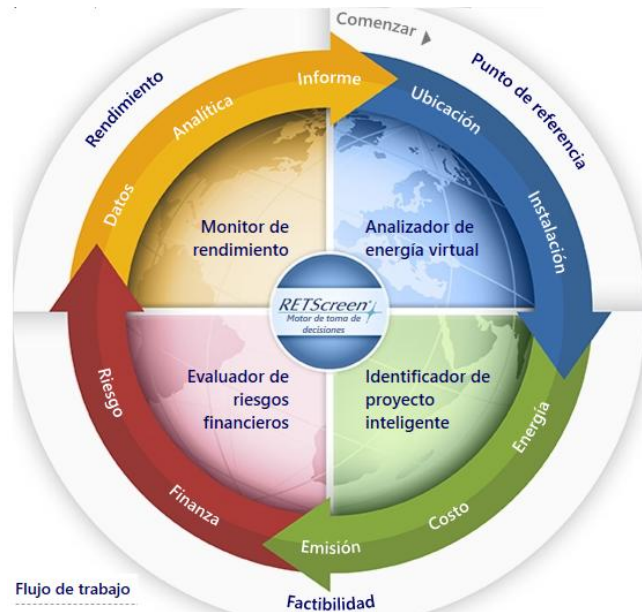 Comenzar
Punto de referencia
Rendimiento
Informe
Analítica
Datos
Ubicación
Instalación
Monitor de
rendimiento
Analizador de
energía virtual
RETScreen
Motor de toma de
decisiones
Evaluador de
riesgos
financieros
Identificador de
proyecto
inteligente
Energía
Costo
Emisión
Finanza
Riesgo
Flujo de trabajo
Factibilidad